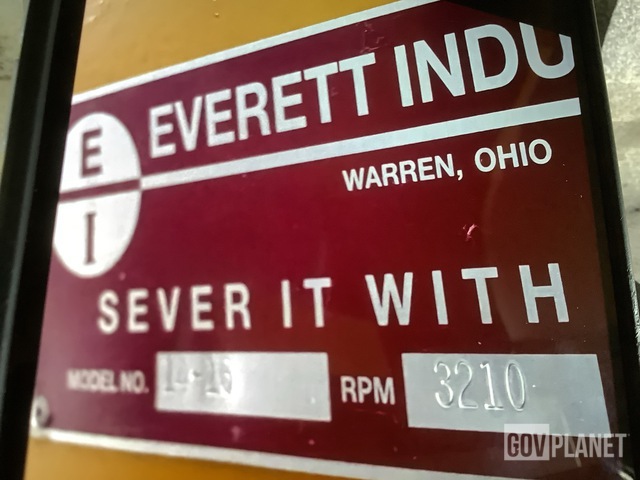 E
I
EVERETT INDU
WARREN, OHIO
SEVER IT WITH
MODEL NO. RPM 3210
GOVPLANET